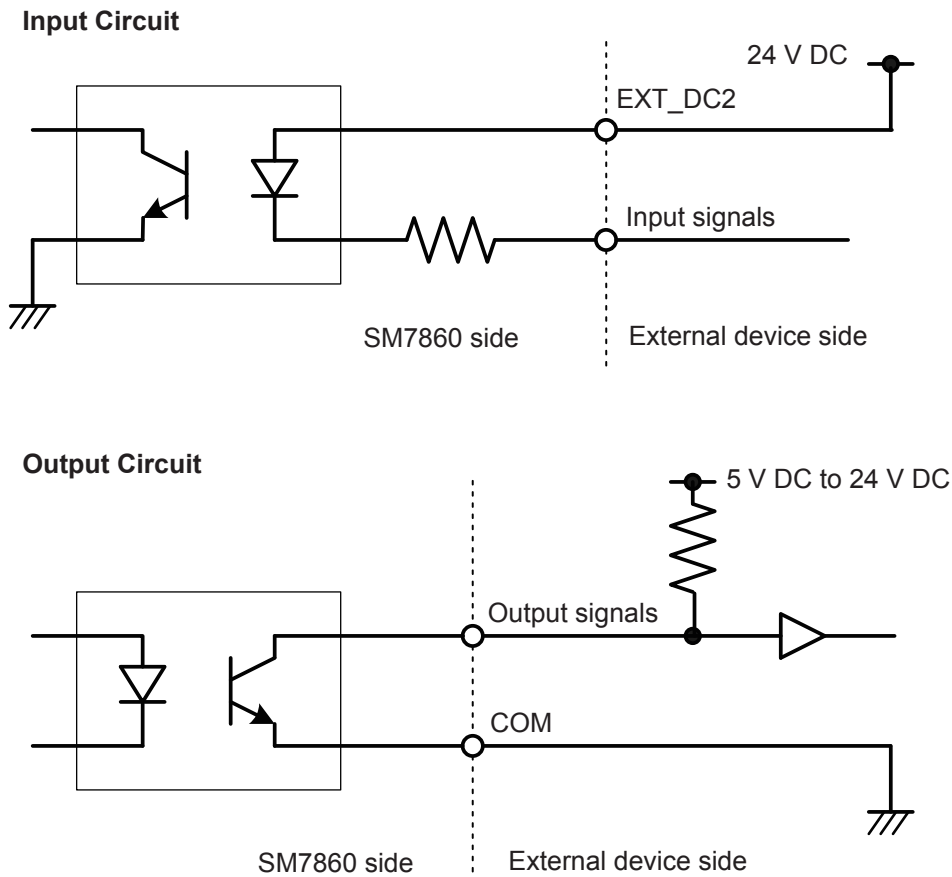 Input Circuit
24 V DC
EXT_DC2
Input signals
SM7860 side
External device side
Output Circuit
5 V DC to 24 V DC
Output signals
COM
SM7860 side
External device side